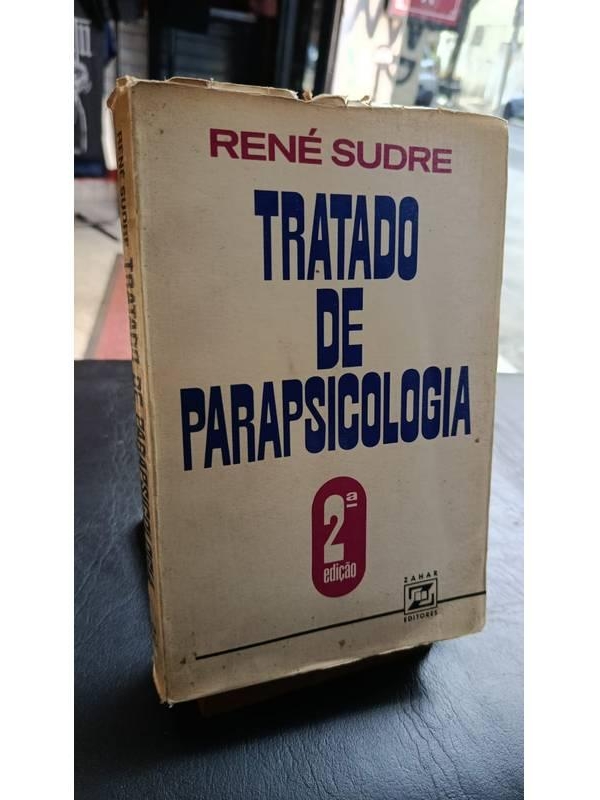 RENÉ SUDRE
TRATADO
DE
PARAPSICOLOGIA
2ª
edição
ZAHAR
EDITORES
RENÉ SUDRE TRATADO DE PARAPSICOLOGIA